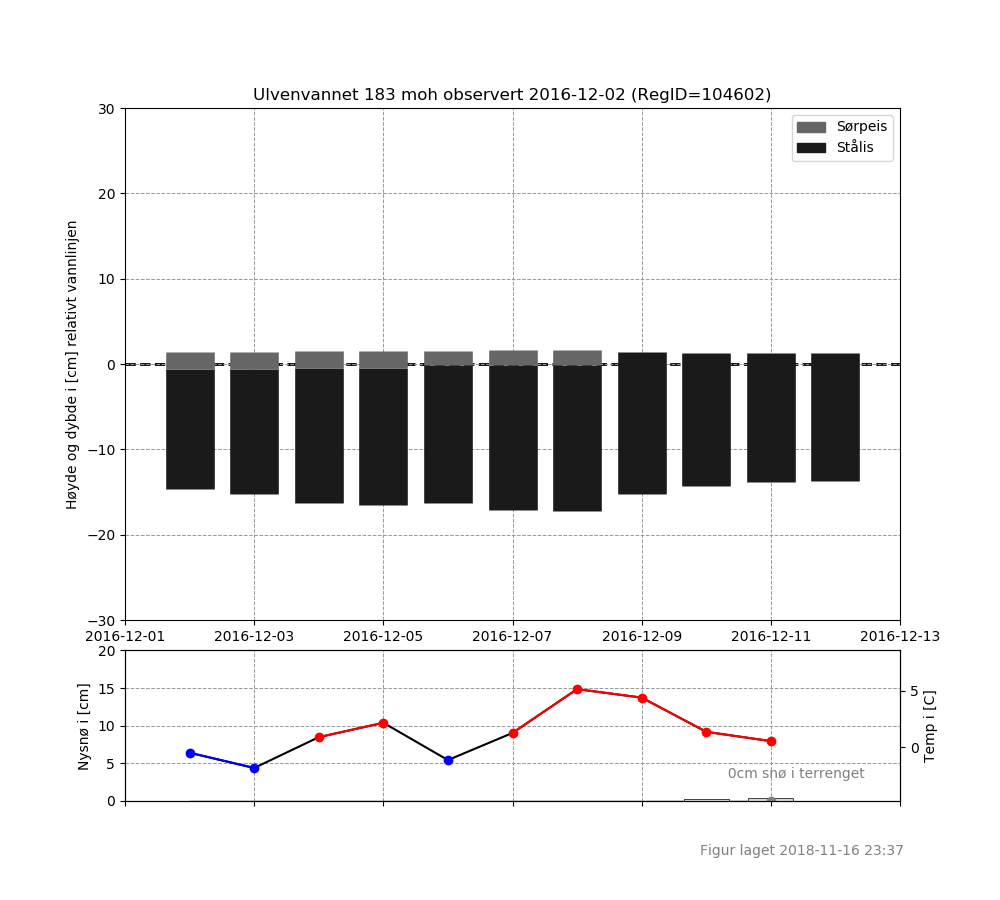 Ulvenvannet 183 moh observert 2016-12-02 (RegID=104602)
Sørpeis
Stålis
Høyde og dybde i [cm] relativt vannlinjen
30
20
10
0
−10
−20
−30
2016-12-01 2016-12-03 2016-12-05 2016-12-07 2016-12-09 2016-12-11 2016-12-13
Nysnø i [cm]
20
15
10
5
0
5
0
Temp i [C]
0cm snø i terrenget
Figur laget 2018-11-16 23:37